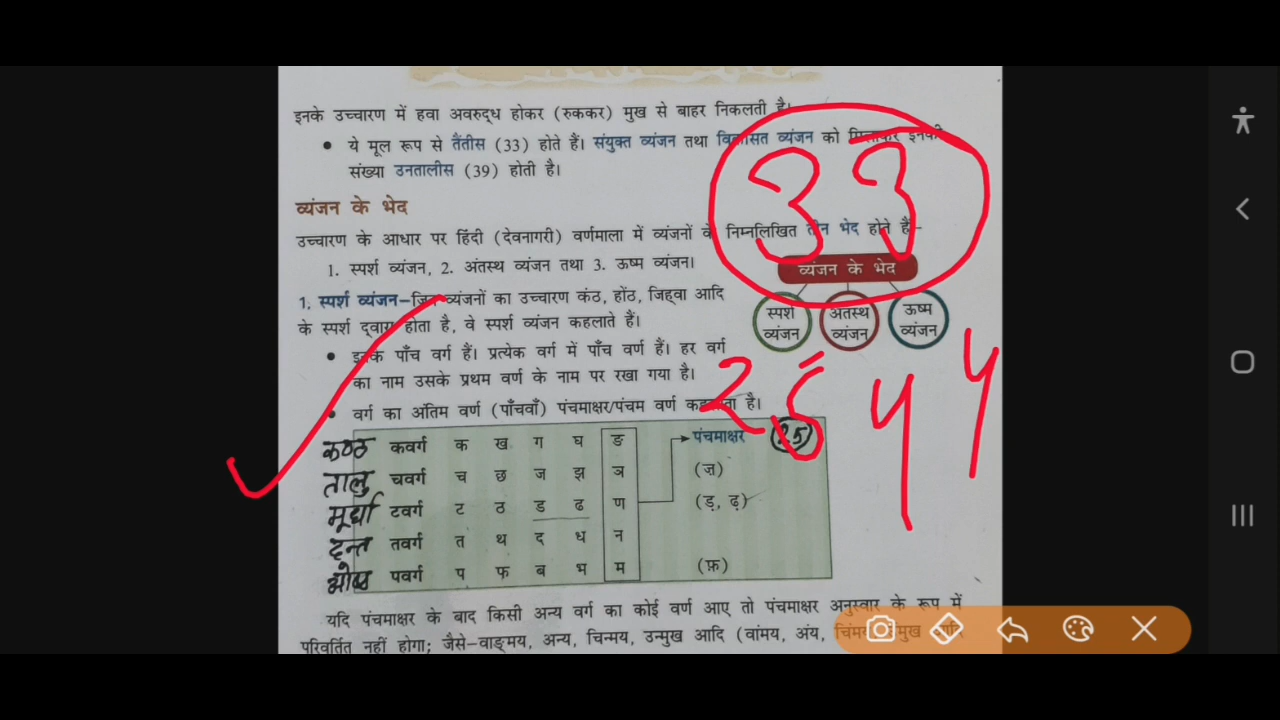 इनके उच्चारण में हवा अवरुद्ध होकर (रुककर) मुख से बाहर निकलती है।
• ये मूल रूप से तैंतीस (33) होते हैं। संयुक्त व्यंजन तथा विकसित व्यंजन को मिलाकर इनकी
संख्या उनतालीस (39) होती है।
33
व्यंजन के भेद
उच्चारण के आधार पर हिंदी (देवनागरी) वर्णमाला में व्यंजनों के निम्नलिखित तीन भेद होते हैं–
1. स्पर्श व्यंजन, 2. अंतस्थ व्यंजन तथा 3. ऊष्म व्यंजन।
व्यंजन के भेद
स्पर्श व्यंजन
अंतस्थ व्यंजन
ऊष्म व्यंजन
1. स्पर्श व्यंजन–जिन व्यंजनों का उच्चारण कंठ, होंठ, जिह्वा आदि
के स्पर्श द्वारा होता है, वे स्पर्श व्यंजन कहलाते हैं।
• इनके पाँच वर्ग हैं। प्रत्येक वर्ग में पाँच वर्ण हैं। हर वर्ग
का नाम उसके प्रथम वर्ण के नाम पर रखा गया है।
• वर्ग का अंतिम वर्ण (पाँचवाँ) पंचमाक्षर/पंचम वर्ण कहलाता है।
25 4 4
कण्ठ कवर्ग क ख ग घ ङ पंचमाक्षर (25)
तालु चवर्ग च छ ज झ ञ (ज़)
मूर्धा टवर्ग ट ठ ड ढ ण (ड़, ढ़)
दन्त तवर्ग त थ द ध न
ओष्ठ पवर्ग प फ ब भ म (फ़)
यदि पंचमाक्षर के बाद किसी अन्य वर्ग का कोई वर्ण आए तो पंचमाक्षर अनुस्वार के रूप में
परिवर्तित नहीं होगा; जैसे–वाङ्मय, अन्य, चिन्मय, उन्मुख आदि (वांमय, अंय,